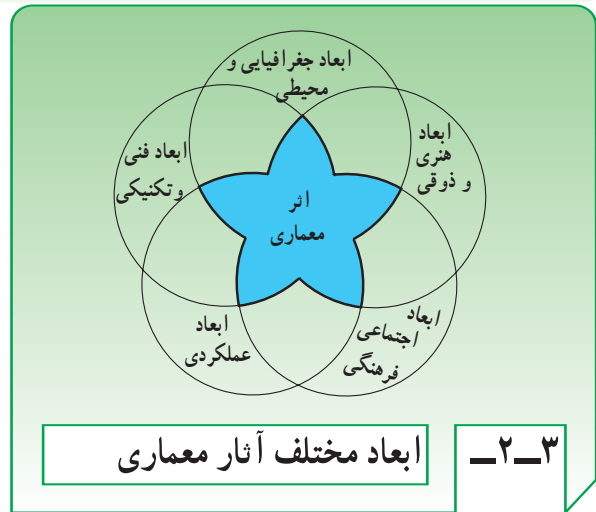 ابعاد جغرافیایی و
محیطی
ابعاد
هنری
و ذوقی
ابعاد فنی
وتکنیکی
اثر
معماری
ابعاد
اجتماعی
فرهنگی
ابعاد
عملکردی
۳ــ۲ــ
ابعاد مختلف آثار معماری